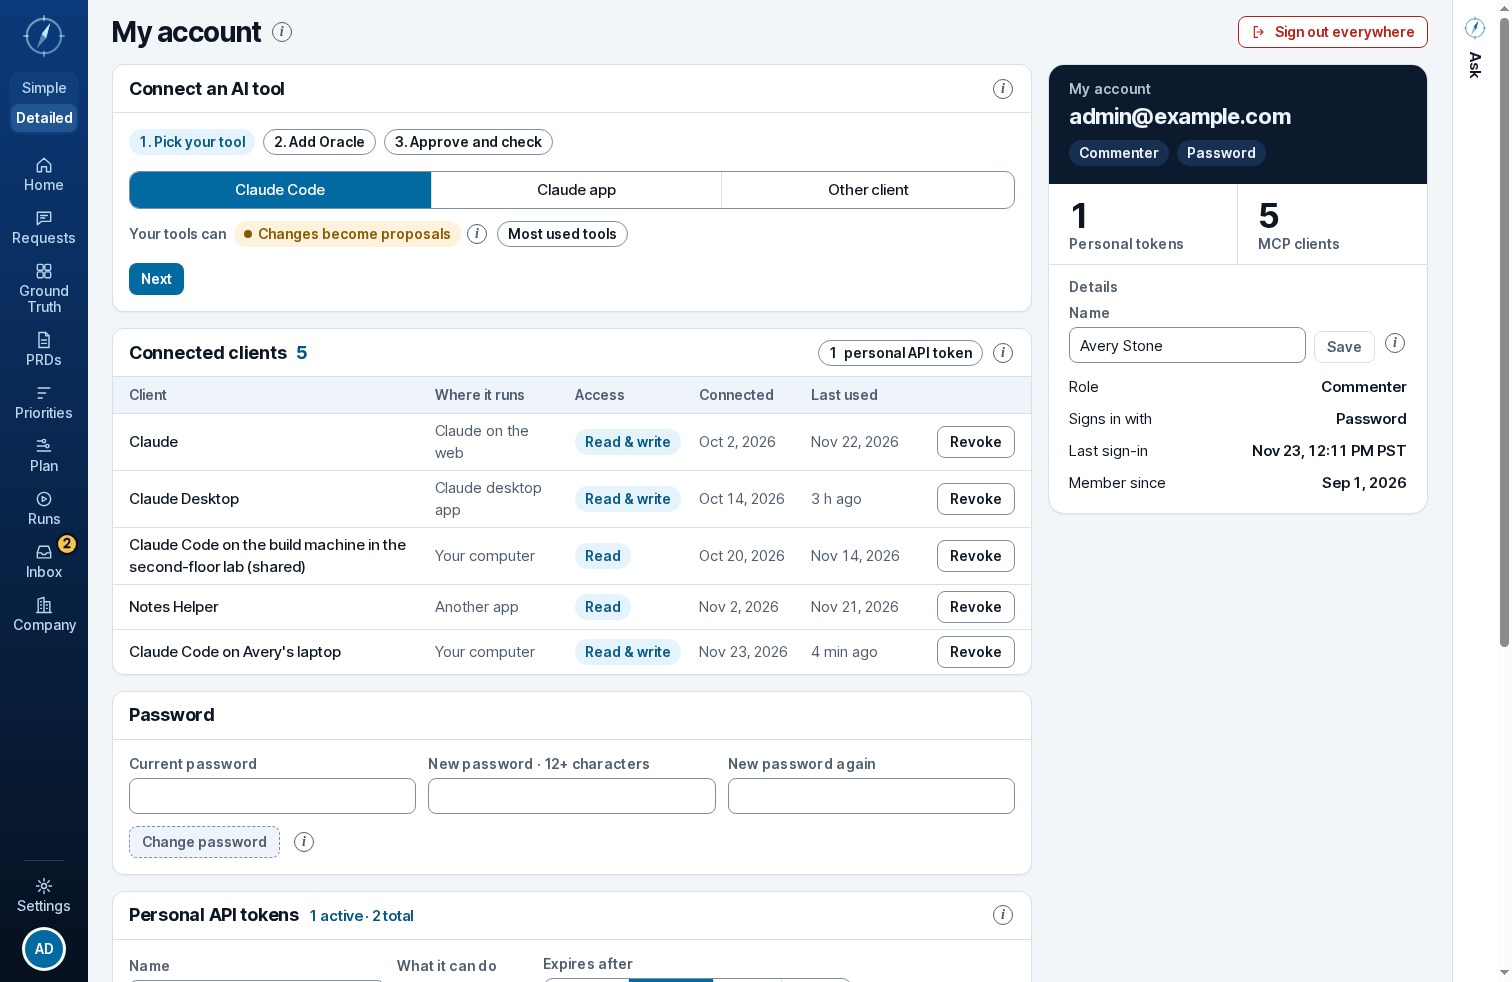 Simple
Detailed
Home
Requests
Ground
Truth
PRDs
Priorities
Plan
Runs
2
Inbox
Company
Settings
AD
My account
i
Sign out everywhere
Connect an AI tool
i
1. Pick your tool
2. Add Oracle
3. Approve and check
Claude Code
Claude app
Other client
Your tools can
Changes become proposals
i
Most used tools
Next
Connected clients 5
1 personal API token
i
Client
Where it runs
Access
Connected
Last used
Claude
Claude on the
web
Read & write
Oct 2, 2026
Nov 22, 2026
Revoke
Claude Desktop
Claude desktop
app
Read & write
Oct 14, 2026
3 h ago
Revoke
Claude Code on the build machine in the
second-floor lab (shared)
Your computer
Read
Oct 20, 2026
Nov 14, 2026
Revoke
Notes Helper
Another app
Read
Nov 2, 2026
Nov 21, 2026
Revoke
Claude Code on Avery's laptop
Your computer
Read & write
Nov 23, 2026
4 min ago
Revoke
Password
Current password
New password · 12+ characters
New password again
Change password
i
Personal API tokens 1 active · 2 total
i
Name
What it can do
Expires after
My account
admin@example.com
Commenter
Password
1
Personal tokens
5
MCP clients
Details
Name
Avery Stone
Save
i
Role
Commenter
Signs in with
Password
Last sign-in
Nov 23, 12:11 PM PST
Member since
Sep 1, 2026
Ask